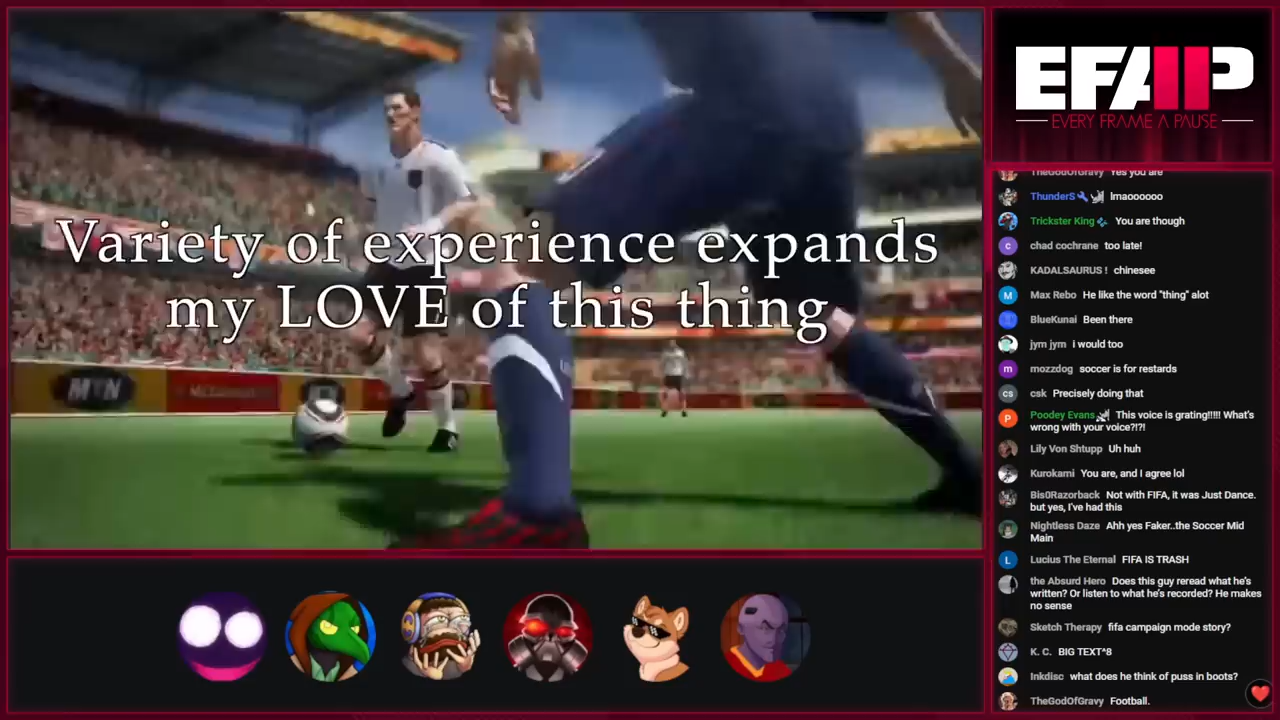 Variety of experience expands
my LOVE of this thing
MTN
EFAP
EVERY FRAME A PAUSE
TheGodOfGravy Yes you are
ThunderS lmaoooooo
Trickster King You are though
chad cochrane too late!
KADALSAURUS ! chinesee
Max Rebo He like the word "thing" alot
BlueKunai Been there
jym jym i would too
mozzdog soccer is for restards
csk Precisely doing that
Poodey Evans This voice is grating!!!!! What's
wrong with your voice?!?!
Lily Von Shtupp Uh huh
Kurokami You are, and I agree lol
Bis0Razorback Not with FIFA, it was Just Dance.
but yes, I've had this
Nightless Daze Ahh yes Faker..the Soccer Mid
Main
Lucius The Eternal FIFA IS TRASH
the Absurd Hero Does this guy reread what he's
written? Or listen to what he's recorded? He makes
no sense
Sketch Therapy fifa campaign mode story?
K. C. BIG TEXT^8
Inkdisc what does he think of puss in boots?
TheGodOfGravy Football.